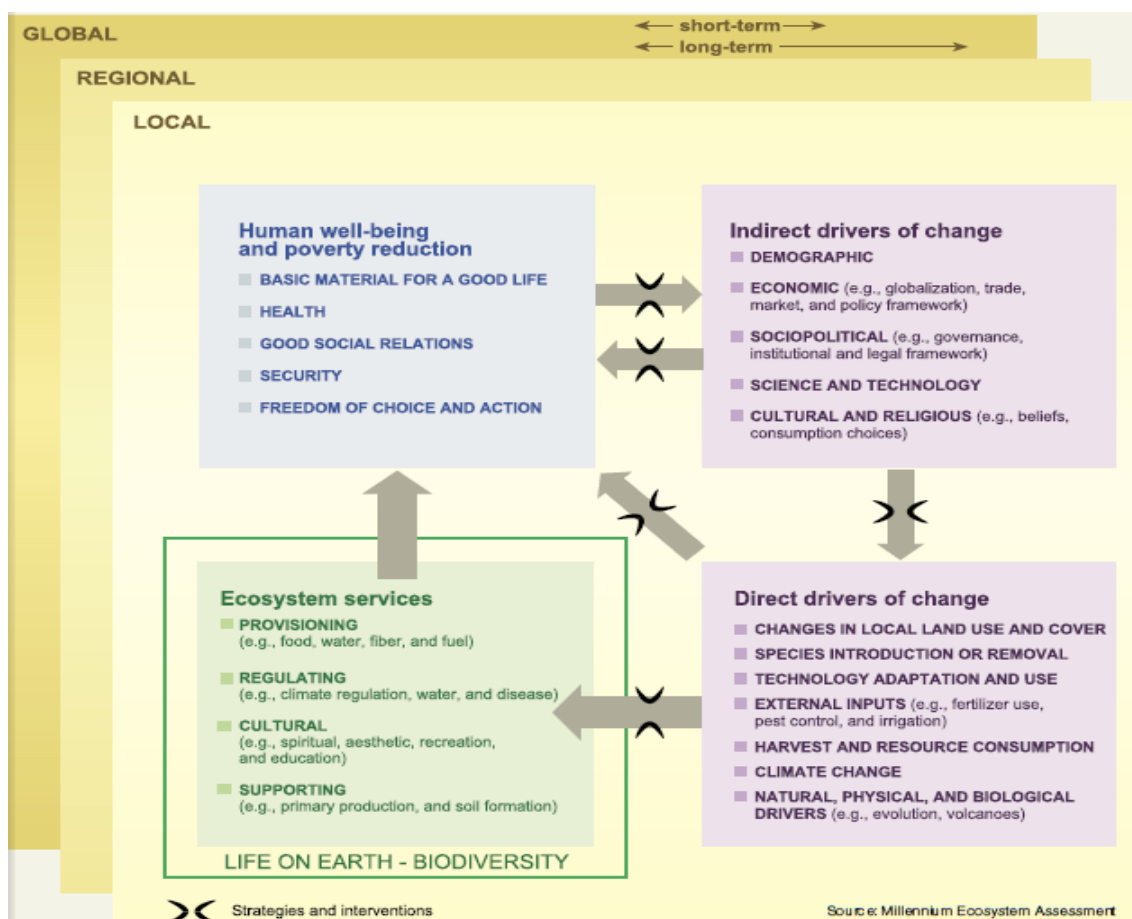 GLOBAL
short-term
long-term
REGIONAL
LOCAL
Human well-being
and poverty reduction
BASIC MATERIAL FOR A GOOD LIFE
HEALTH
GOOD SOCIAL RELATIONS
SECURITY
FREEDOM OF CHOICE AND ACTION
Indirect drivers of change
DEMOGRAPHIC
ECONOMIC (e.g., globalization, trade,
market, and policy framework)
SOCIOPOLITICAL (e.g., governance,
institutional and legal framework)
SCIENCE AND TECHNOLOGY
CULTURAL AND RELIGIOUS (e.g., beliefs,
consumption choices)
Ecosystem services
PROVISIONING
(e.g., food, water, fiber, and fuel)
REGULATING
(e.g., climate regulation, water, and disease)
CULTURAL
(e.g., spiritual, aesthetic, recreation,
and education)
SUPPORTING
(e.g., primary production, and soil formation)
LIFE ON EARTH - BIODIVERSITY
Direct drivers of change
CHANGES IN LOCAL LAND USE AND COVER
SPECIES INTRODUCTION OR REMOVAL
TECHNOLOGY ADAPTATION AND USE
EXTERNAL INPUTS (e.g., fertilizer use,
pest control, and irrigation)
HARVEST AND RESOURCE CONSUMPTION
CLIMATE CHANGE
NATURAL, PHYSICAL, AND BIOLOGICAL
DRIVERS (e.g., evolution, volcanoes)
Strategies and interventions
Source: Millennium Ecosystem Assessment